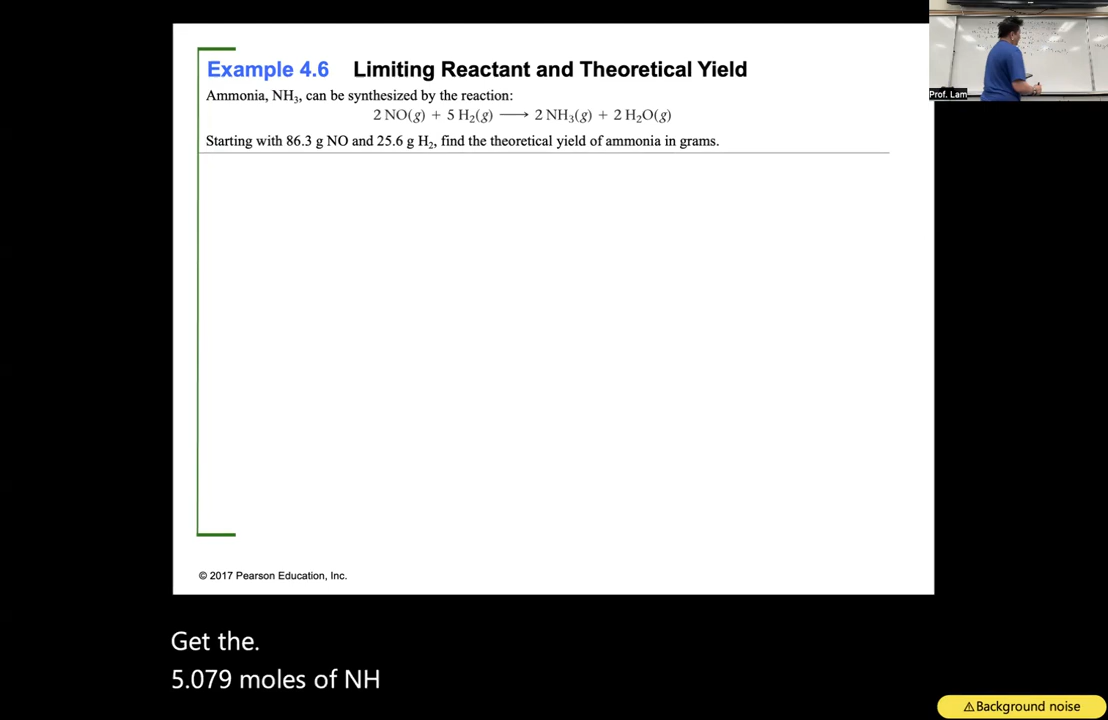 Example 4.6 Limiting Reactant and Theoretical Yield
Ammonia, NH₃, can be synthesized by the reaction:
2 NO(g) + 5 H₂(g) ⟶ 2 NH₃(g) + 2 H₂O(g)
Starting with 86.3 g NO and 25.6 g H₂, find the theoretical yield of ammonia in grams.
© 2017 Pearson Education, Inc.
Prof. Lam
Get the.
5.079 moles of NH
⚠Background noise